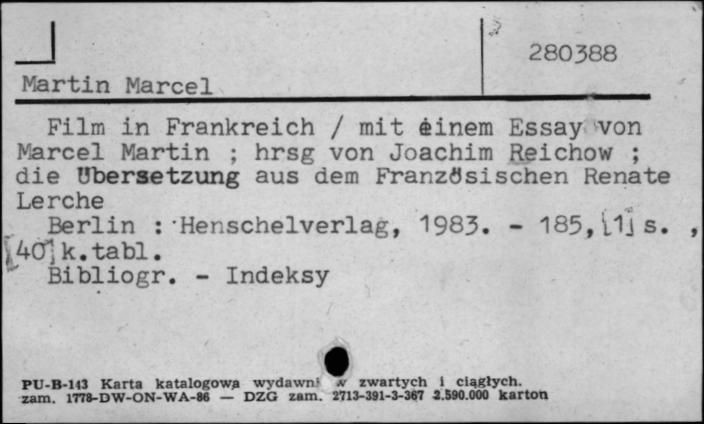 280388
Martin Marcel
Film in Frankreich / mit einem Essay von
Marcel Martin ; hrsg von Joachim Reichow ;
die Übersetzung aus dem Französischen Renate
Lerche
Berlin : Henschelverlag, 1983. - 185, [1] s. ,
[40] k.tabl.
Bibliogr. - Indeksy
PU-B-143 Karta katalogowa wydawni w zwartych i ciągłych.
zam. 1778-DW-ON-WA-86 — DZG zam. 2713-391-3-367 2.590.000 karton